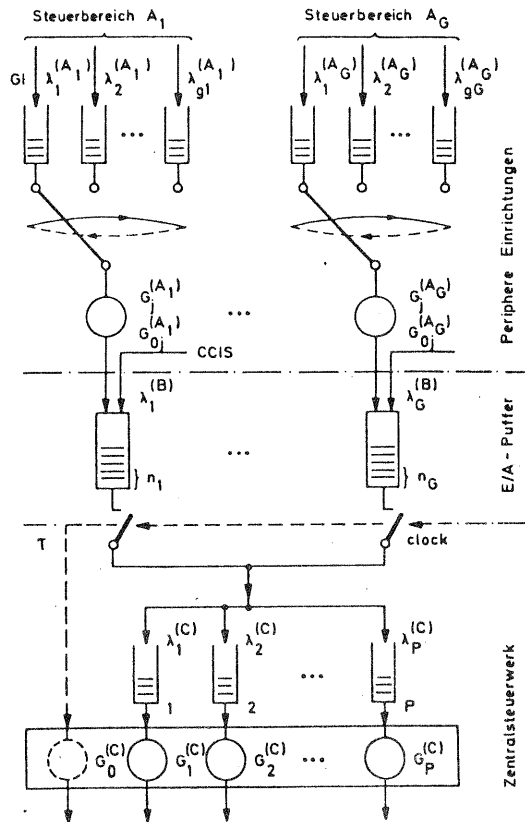 Steuerbereich A1 Steuerbereich AG
GI λ1(A1) λ2(A1) λg1(A1) λ1(AG) λ2(AG) λgG(AG)
... ...
Periphere Einrichtungen
Gj(A1) ... Gj(AG)
G0j(A1) G0j(AG)
CCIS
λ1(B) λG(B)
E/A - Puffer
...
} n1 } nG
τ clock
λ1(C) λ2(C) λP(C)
...
1 2 P
Zentralsteuerwerk
G0(C) G1(C) G2(C) ... GP(C)